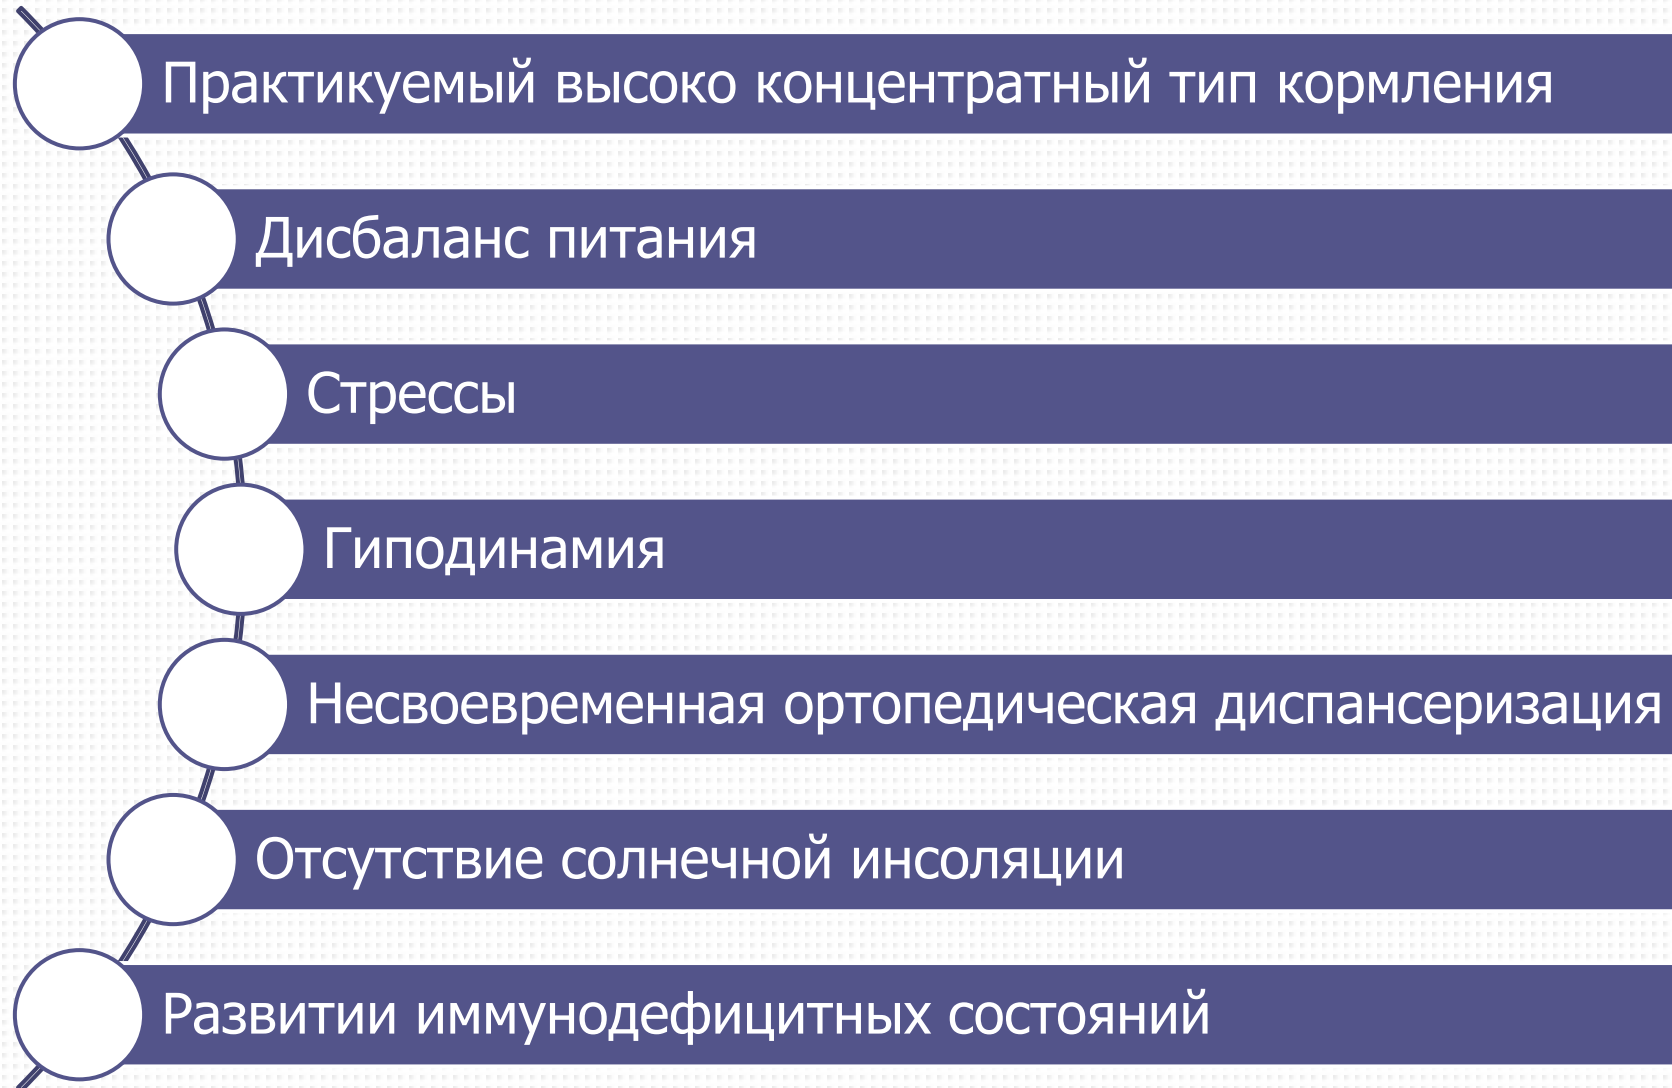 Практикуемый высоко концентратный тип кормления
Дисбаланс питания
Стрессы
Гиподинамия
Несвоевременная ортопедическая диспансеризация
Отсутствие солнечной инсоляции
Развитии иммунодефицитных состояний